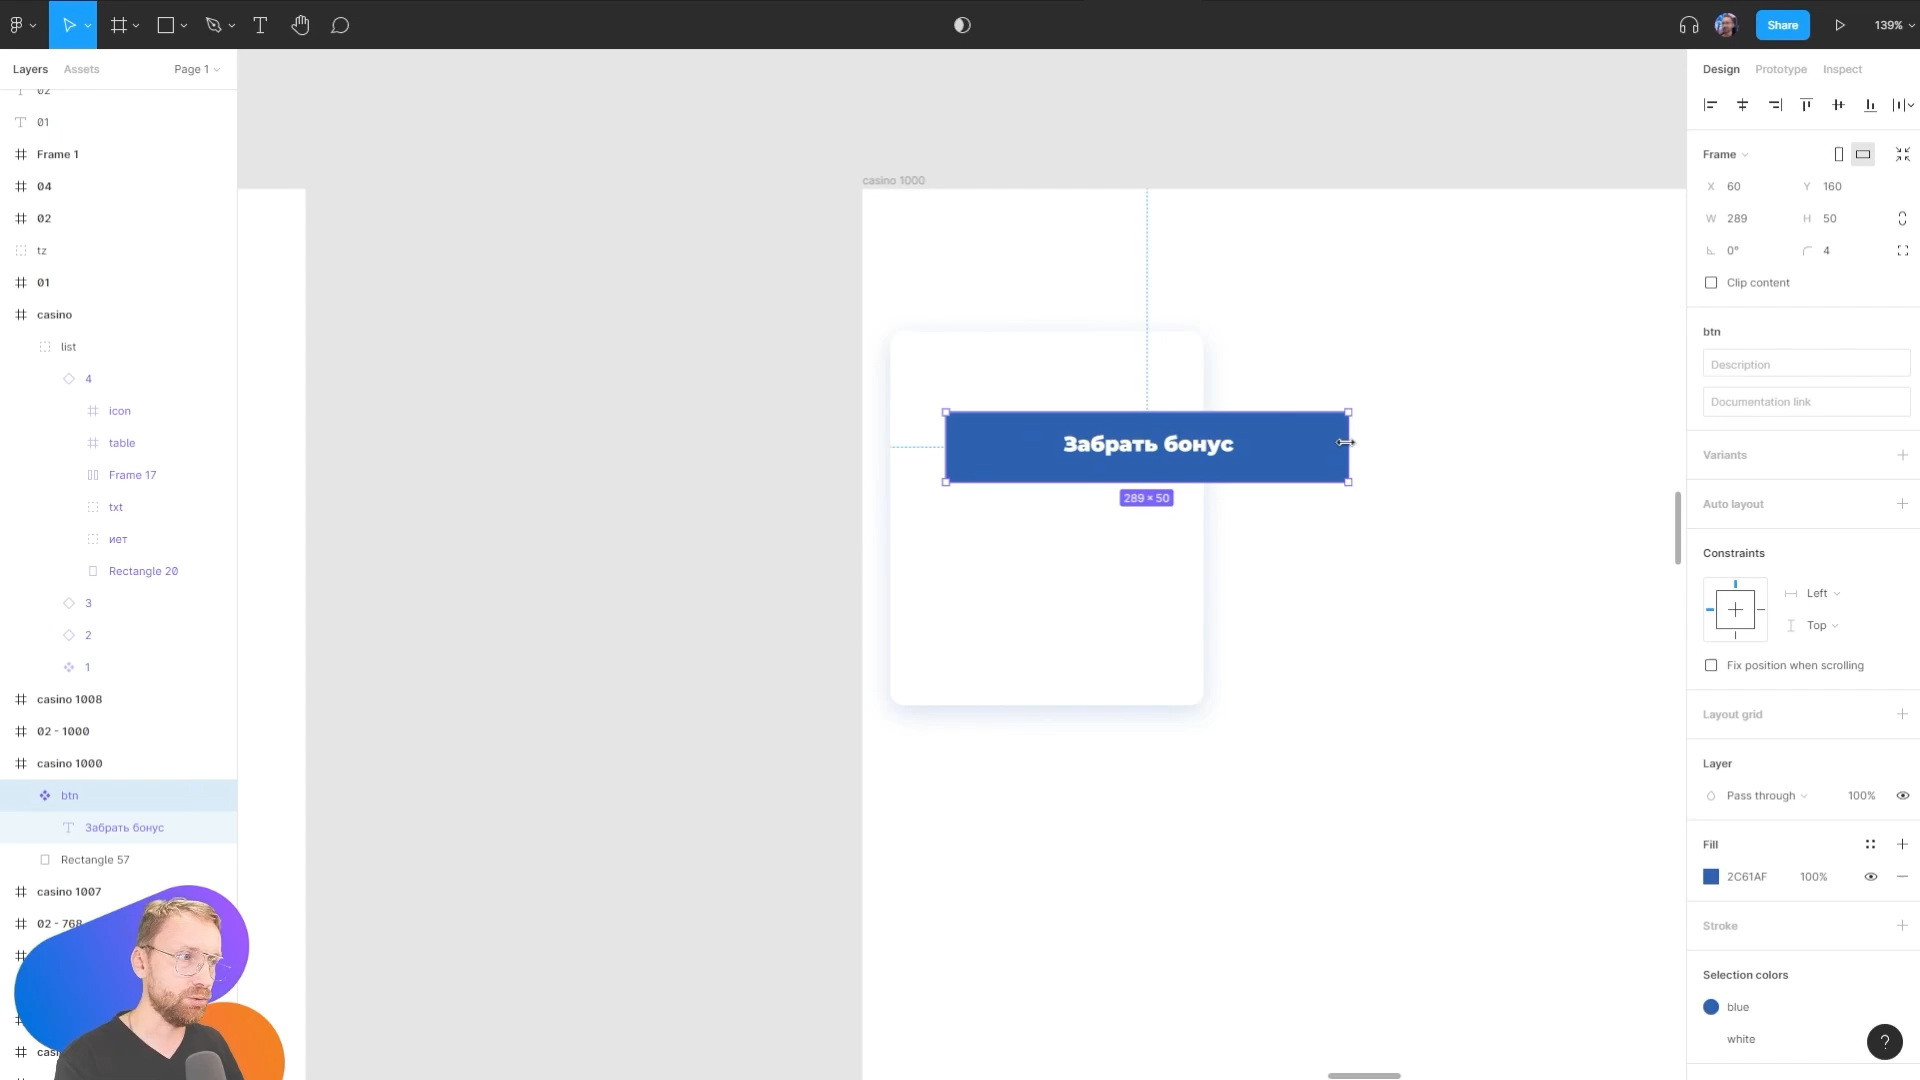 139%
Share
Layers Assets Page 1
02
01
Frame 1
04
02
tz
01
casino
list
4
icon
table
Frame 17
txt
иет
Rectangle 20
3
2
1
casino 1008
02 - 1000
casino 1000
btn
Забрать бонус
Rectangle 57
casino 1007
02 - 768
casino 1000
Забрать бонус
289 × 50
Design Prototype Inspect
Frame
X 60 Y 160
W 289 H 50
0° 4
Clip content
btn
Description
Documentation link
Variants
Auto layout
Constraints
Left
Top
Fix position when scrolling
Layout grid
Layer
Pass through 100%
Fill
2C61AF 100%
Stroke
Selection colors
blue
white
?